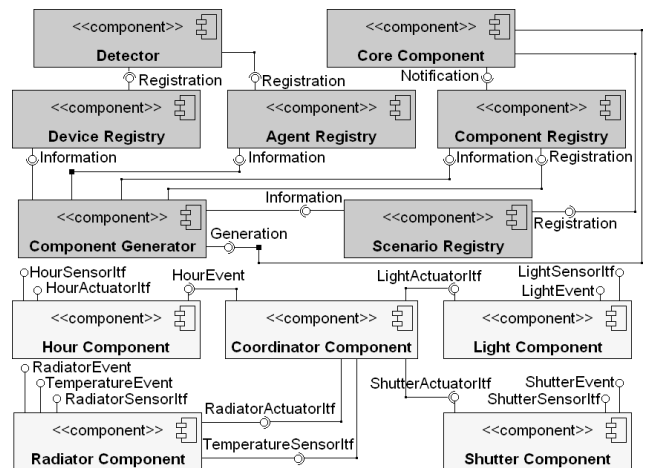 <<component>> <<component>>
Detector Core Component
Registration Registration Notification
<<component>> <<component>> <<component>>
Device Registry Agent Registry Component Registry
Information Information Information Registration
Information
<<component>> <<component>>
Generation Registration
Component Generator Scenario Registry
HourSensorItf HourEvent LightActuatorItf LightSensorItf
HourActuatorItf LightEvent
<<component>> <<component>> <<component>>
Hour Component Coordinator Component Light Component
RadiatorEvent
TemperatureEvent ShutterActuatorItf ShutterEvent
RadiatorSensorItf ShutterSensorItf
RadiatorActuatorItf
<<component>> <<component>>
TemperatureSensorItf
Radiator Component Shutter Component